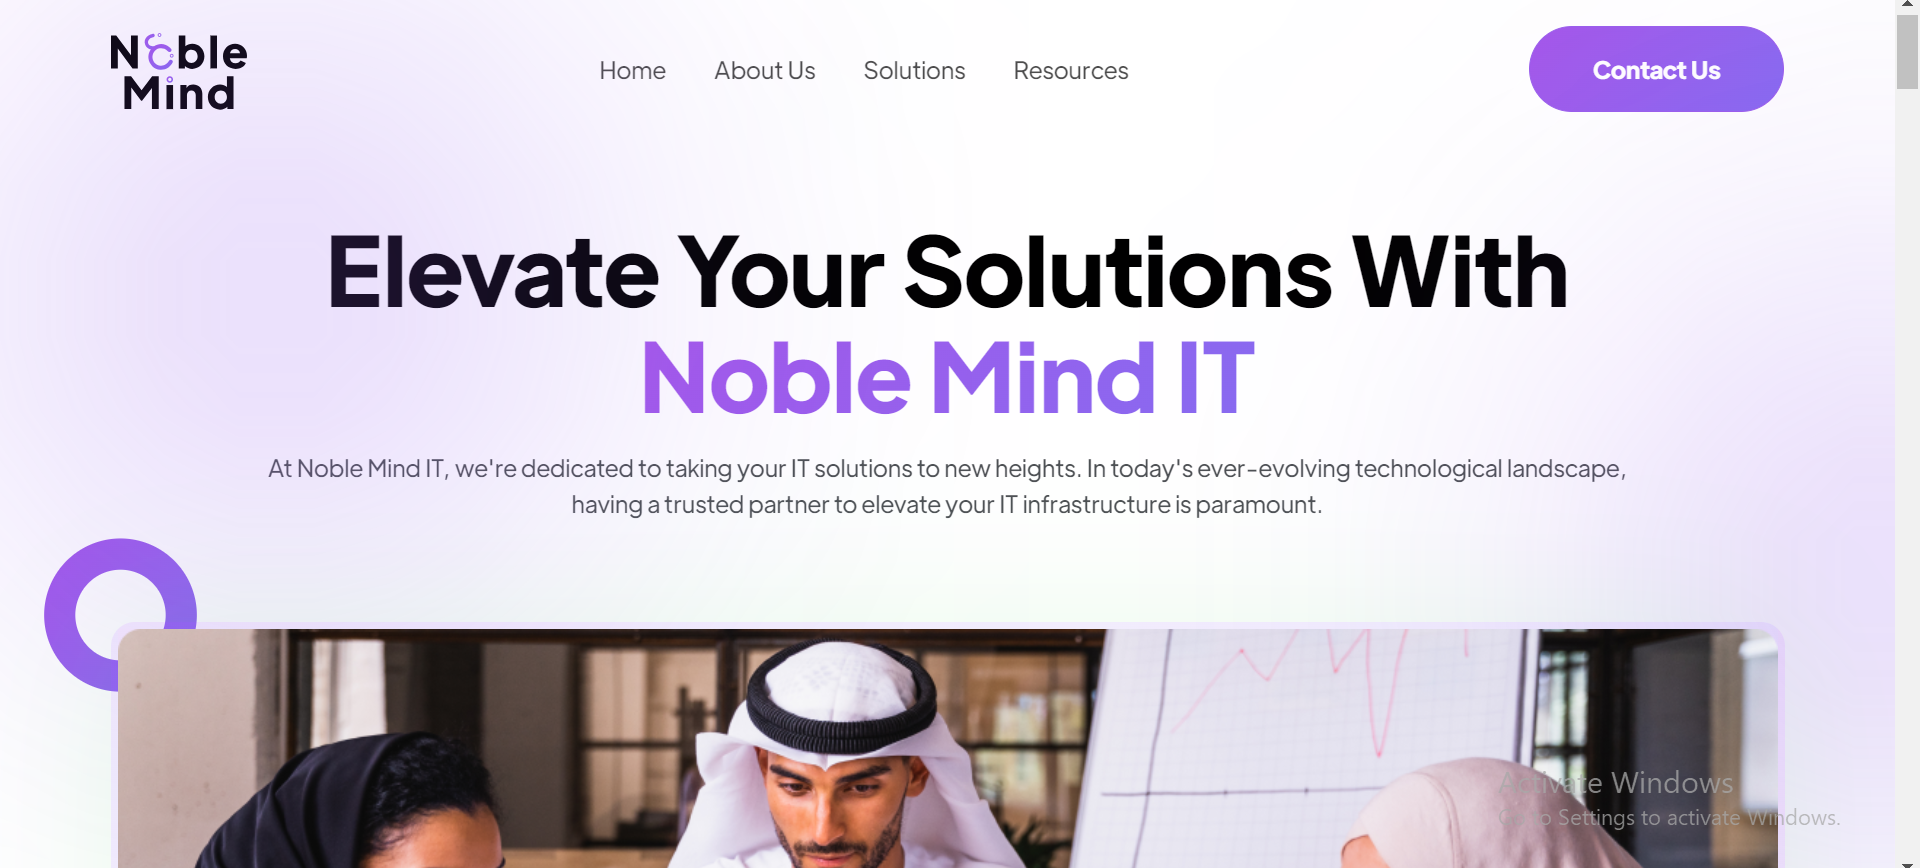 Noble
Mind
Home
About Us
Solutions
Resources
Contact Us
Elevate Your Solutions With
Noble Mind IT
At Noble Mind IT, we're dedicated to taking your IT solutions to new heights. In today's ever-evolving technological landscape,
having a trusted partner to elevate your IT infrastructure is paramount.
Activate Windows
Go to Settings to activate Windows.